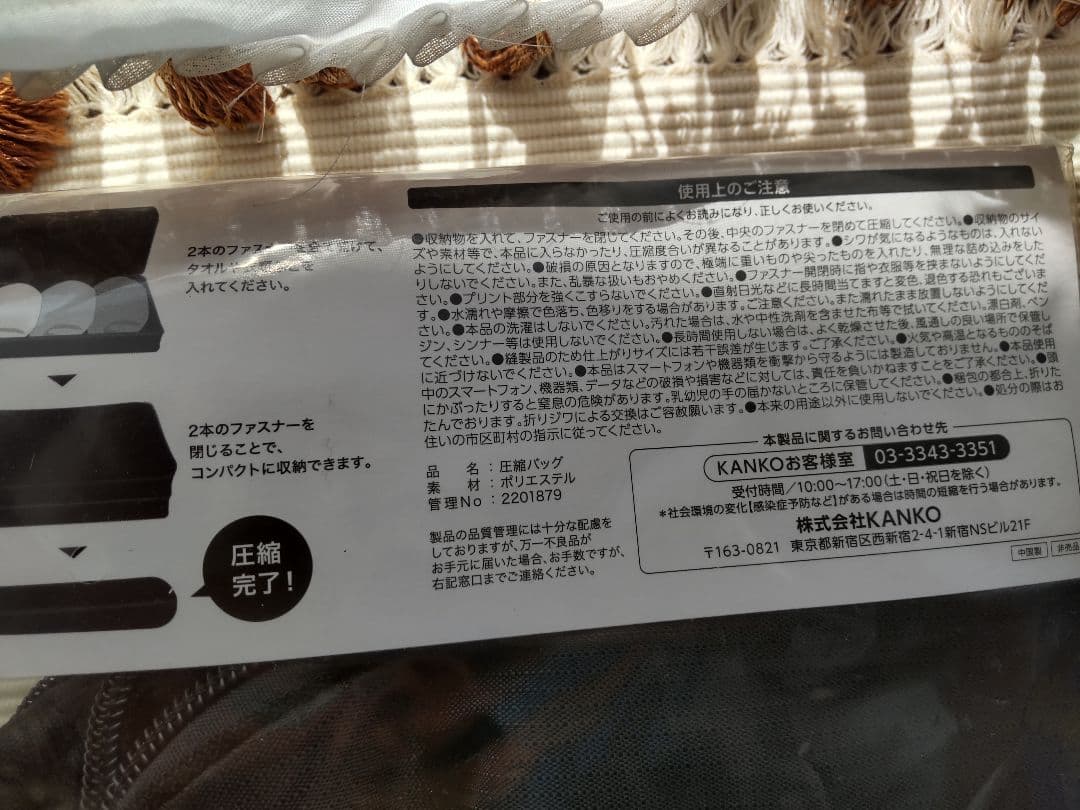 2本のファスナーを
タオルや
入れてください。
2本のファスナーを
閉じることで、
コンパクトに収納できます。
圧縮
完了！
使用上のご注意
ご使用の前によくお読みになり、正しくお使いください。
●収納物を入れて、ファスナーを閉じてください。その後、中央のファスナーを閉めて圧縮してください。●収納物のサイ
ズや素材等で、本品に入らなかったり、圧縮度合いが異なることがあります。●シワが気になるようなものは、入れない
ようにしてください。●破損の原因となりますので、極端に重いものや尖ったものを入れたり、無理な詰め込みをした
りしないでください。また、乱暴な扱いもおやめください。●ファスナー開閉時に指や衣服等を挟まないようにしてくだ
さい。●プリント部分を強くこすらないでください。●直射日光などに長時間当てますと変色、退色する恐れもございま
す。●水濡れや摩擦で色落ち、色移りをする場合があります。ご注意ください。また濡れたまま放置しないようにしてくだ
さい。●本品の洗濯はしないでください。汚れた場合は、水や中性洗剤を含ませた布等で拭いてください。漂白剤、ベン
ジン、シンナー等は使用しないでください。●長時間使用しない場合は、よく乾燥させた後、風通しの良い場所で保管し
てください。●縫製品のため仕上がりサイズには若干誤差が生じます。ご了承ください。●火気や高温となるもののそば
に近づけないでください。●本品はスマートフォンや機器類を衝撃から守るようには製造しておりません。●本品使用
中のスマートフォン、機器類、データなどの破損や損害などに対しては、責任を負いかねますことをご了承ください。●頭
にかぶったりすると窒息の危険があります。乳幼児の手の届かないところに保管してください。●梱包の都合上、折りた
たんでおります。折りジワによる交換はご容赦願います。●本来の用途以外に使用しないでください。●処分の際はお
住いの市区町村の指示に従ってください。
品 名：圧縮バッグ
素 材：ポリエステル
管理No：2201879
製品の品質管理には十分な配慮を
しておりますが、万一不良品が
お手元に届いた場合、お手数ですが、
右記窓口までご連絡ください。
本製品に関するお問い合わせ先
KANKOお客様室 03-3343-3351
受付時間／10:00〜17:00（土・日・祝日を除く）
＊社会環境の変化【感染症予防など】がある場合は時間の短縮を行う場合があります。
株式会社KANKO
〒163-0821 東京都新宿区西新宿2-4-1新宿NSビル21F
中国製 非売品